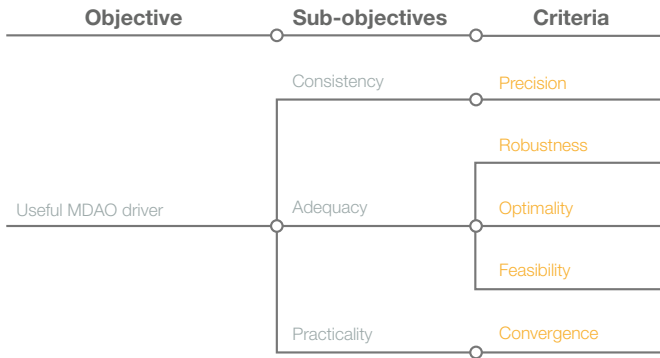 Objective Sub-objectives Criteria
Consistency Precision
Robustness
Useful MDAO driver Adequacy Optimality
Feasibility
Practicality Convergence